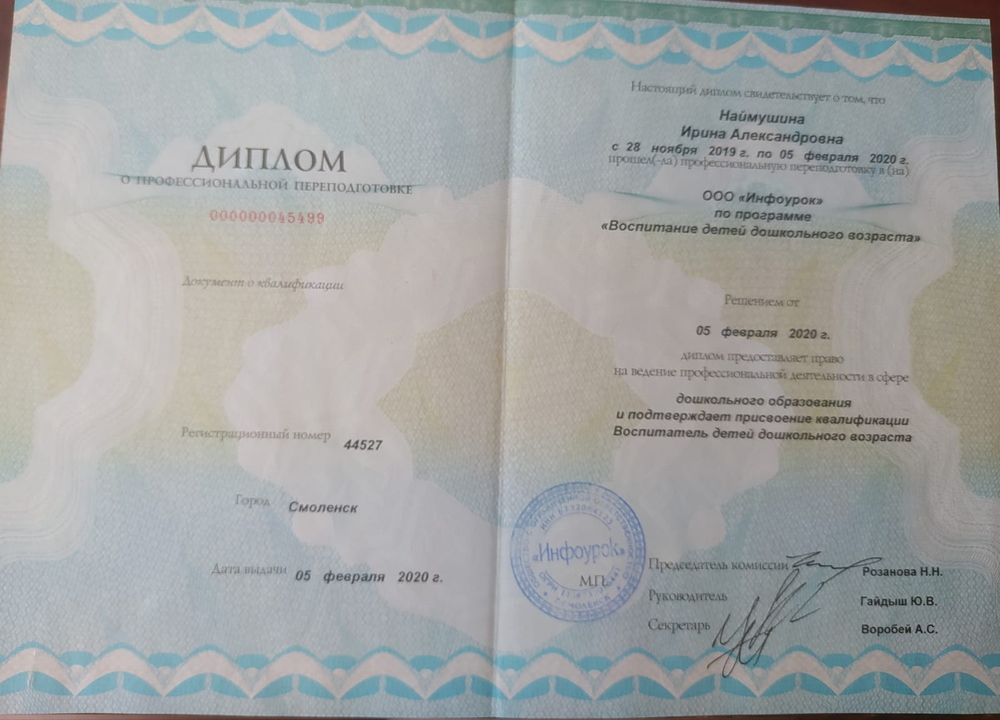 ДИПЛОМ
О ПРОФЕССИОНАЛЬНОЙ ПЕРЕПОДГОТОВКЕ
000000045499
Документ о квалификации
Регистрационный номер 44527
Город Смоленск
Дата выдачи 05 февраля 2020 г.
Настоящий диплом свидетельствует о том, что
Наймушина
Ирина Александровна
с 28 ноября 2019 г. по 05 февраля 2020 г.
прошел(-ла) профессиональную переподготовку в (на)
ООО «Инфоурок»
по программе
«Воспитание детей дошкольного возраста»
Решением от
05 февраля 2020 г.
диплом предоставляет право
на ведение профессиональной деятельности в сфере
дошкольного образования
и подтверждает присвоение квалификации
Воспитатель детей дошкольного возраста
«Инфоурок»
М.П.
Председатель комиссии Розанова Н.Н.
Руководитель Гайдыш Ю.В.
Секретарь Воробей А.С.